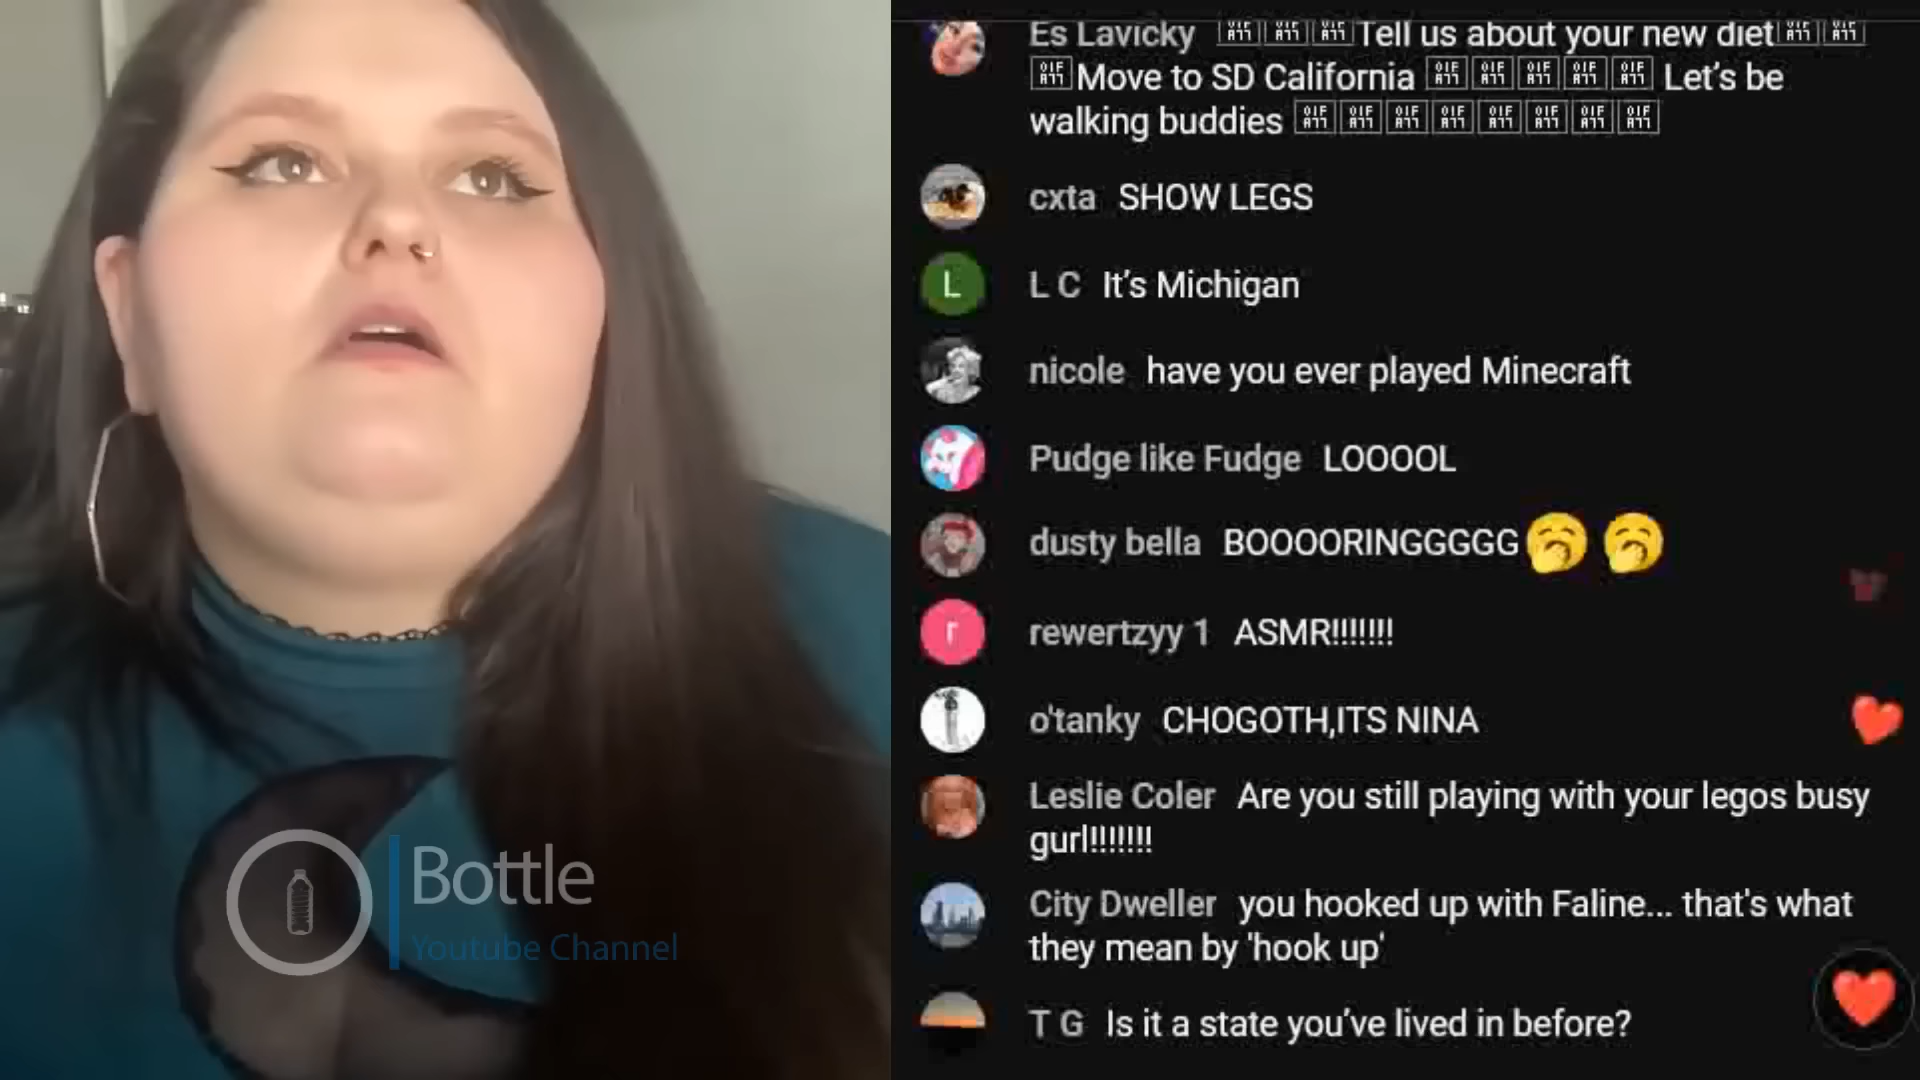 Es Lavicky Tell us about your new diet
Move to SD California Let's be
walking buddies
cxta SHOW LEGS
L
L C It's Michigan
nicole have you ever played Minecraft
Pudge like Fudge LOOOOL
dusty bella BOOOORINGGGGG🥱🥱
r
rewertzyy 1 ASMR!!!!!!!
o'tanky CHOGOTH,ITS NINA
Leslie Coler Are you still playing with your legos busy
gurl!!!!!!!
City Dweller you hooked up with Faline... that's what
they mean by 'hook up'
T G Is it a state you've lived in before?
Bottle
Youtube Channel